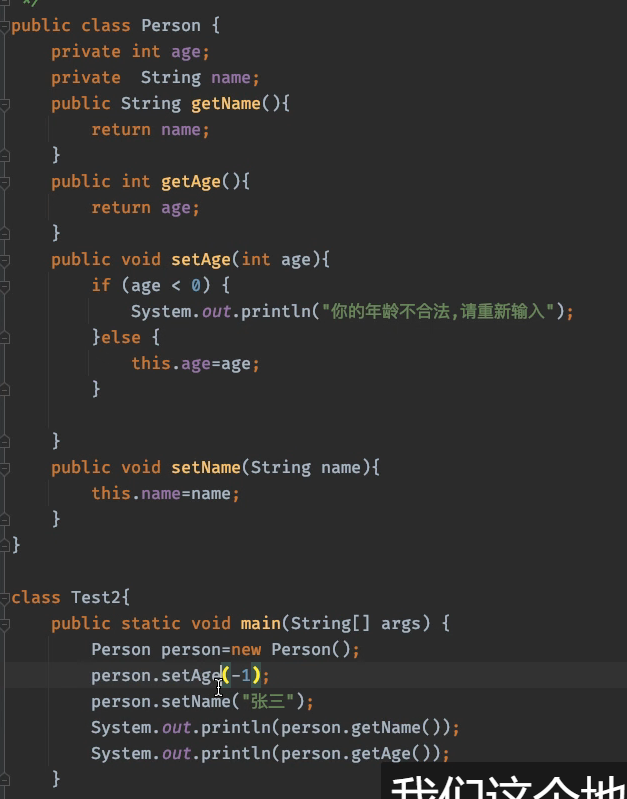 */
public class Person {
    private int age;
    private  String name;
    public String getName(){
        return name;
    }
    public int getAge(){
        return age;
    }
    public void setAge(int age){
        if (age < 0) {
            System.out.println("你的年龄不合法,请重新输入");
        }else {
            this.age=age;
        }

    }
    public void setName(String name){
        this.name=name;
    }
}

class Test2{
    public static void main(String[] args) {
        Person person=new Person();
        person.setAge(-1);
        person.setName("张三");
        System.out.println(person.getName());
        System.out.println(person.getAge());
    }
我们这个地